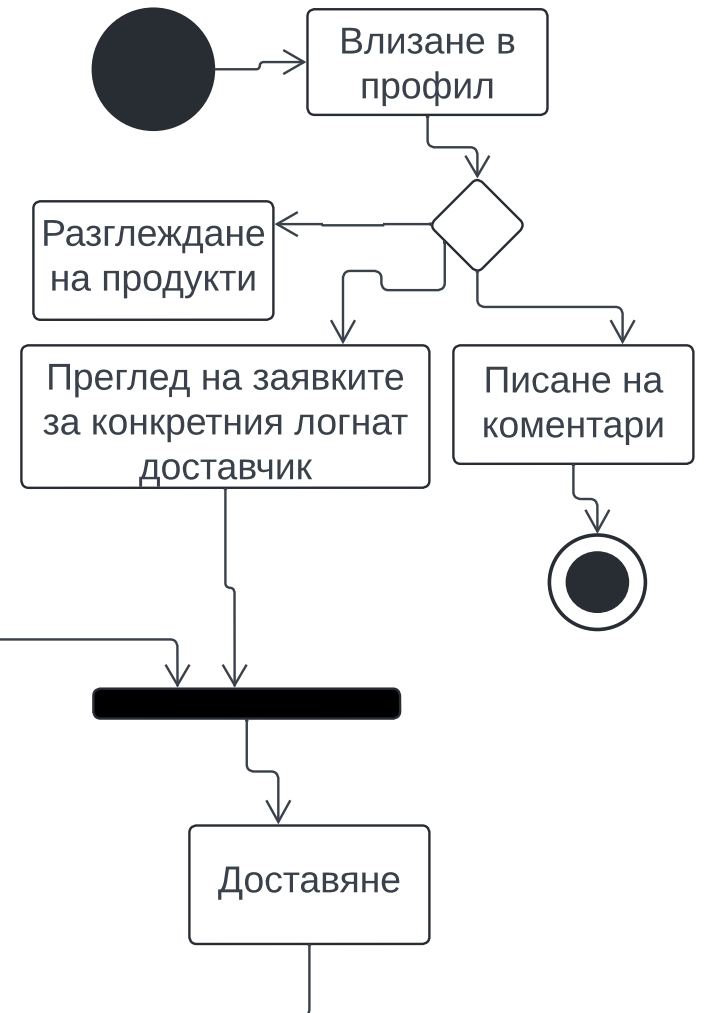 Влизане в
профил
Разглеждане
на продукти
Преглед на заявките
за конкретния логнат
доставчик
Писане на
коментари
Доставяне